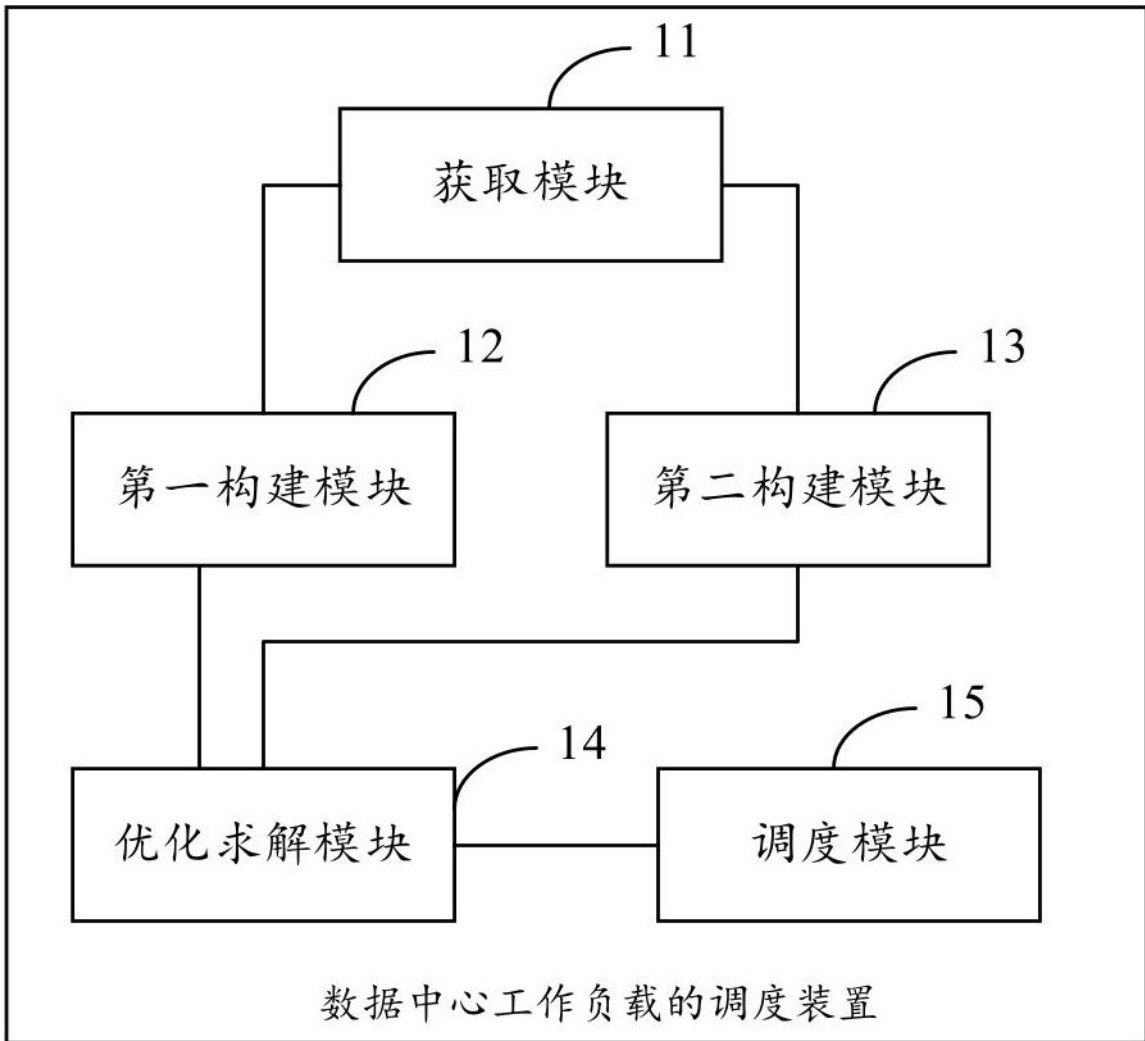 11
获取模块
12
13
第一构建模块
第二构建模块
14
15
优化求解模块
调度模块
数据中心工作负载的调度装置